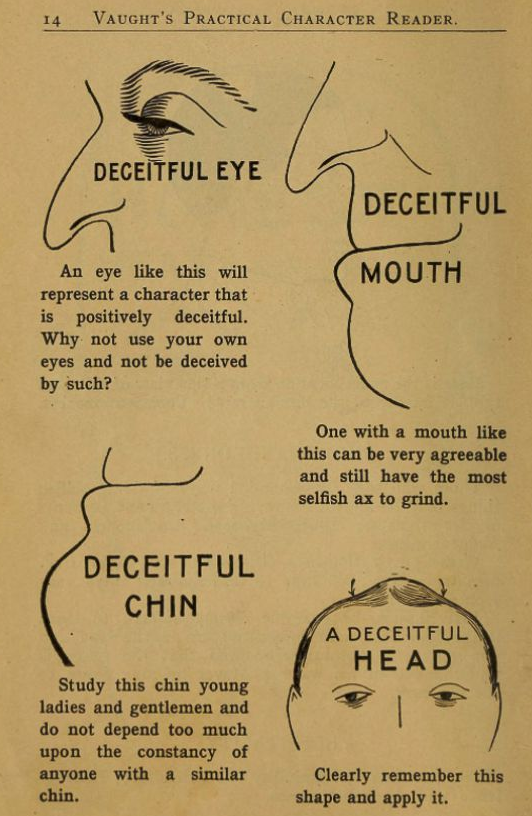 14 VAUGHT'S PRACTICAL CHARACTER READER.
DECEITFUL EYE
An eye like this will
represent a character that
is positively deceitful.
Why not use your own
eyes and not be deceived
by such?
DECEITFUL
MOUTH
One with a mouth like
this can be very agreeable
and still have the most
selfish ax to grind.
DECEITFUL
CHIN
Study this chin young
ladies and gentlemen and
do not depend too much
upon the constancy of
anyone with a similar
chin.
A DECEITFUL
HEAD
Clearly remember this
shape and apply it.